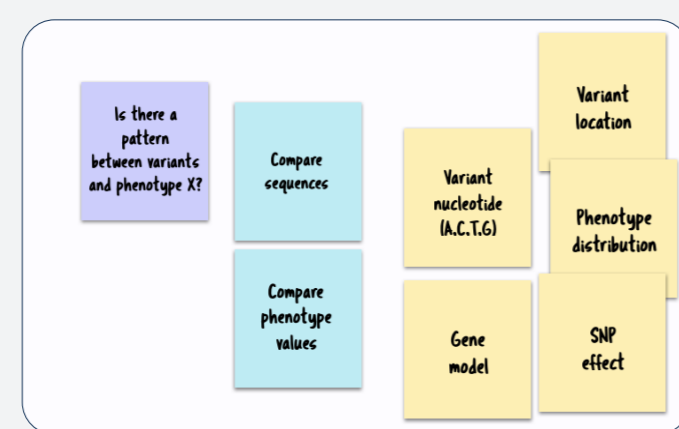 Is there a
pattern
between variants
and phenotype X?
Compare
sequences
Compare
phenotype
values
Variant
nucleotide
(A.C.T.G)
Gene
model
Variant
location
Phenotype
distribution
SNP
effect